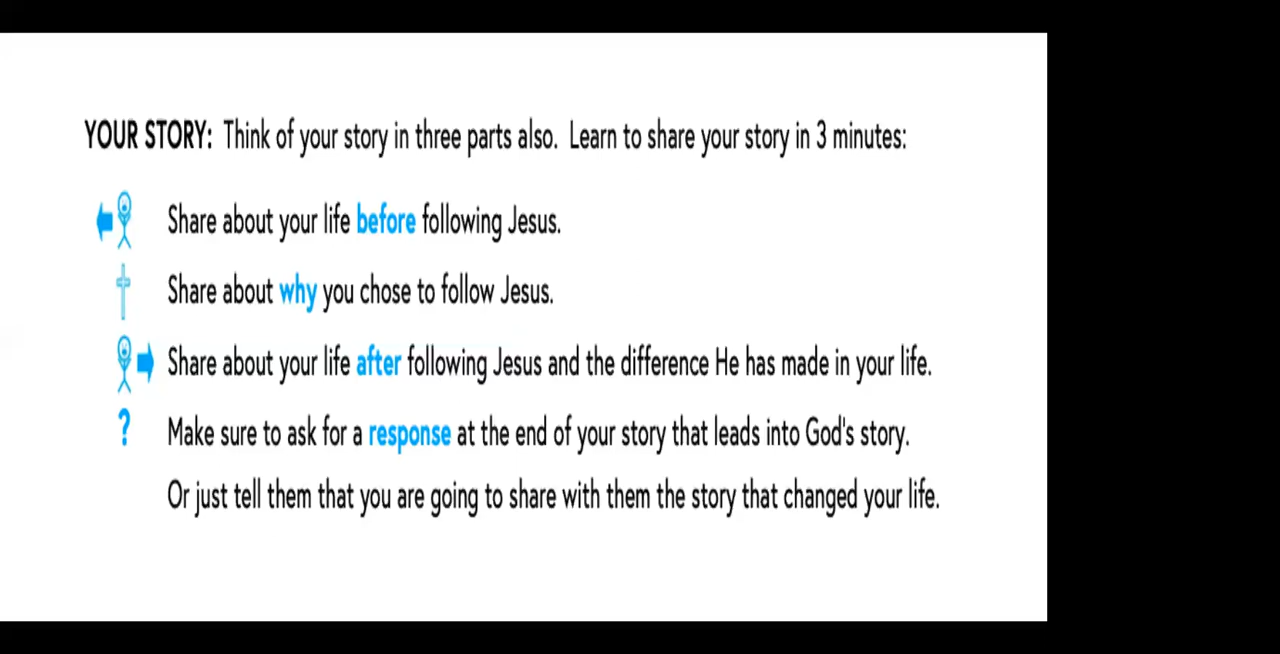 YOUR STORY: Think of your story in three parts also. Learn to share your story in 3 minutes:
Share about your life before following Jesus.
Share about why you chose to follow Jesus.
Share about your life after following Jesus and the difference He has made in your life.
? Make sure to ask for a response at the end of your story that leads into God's story.
Or just tell them that you are going to share with them the story that changed your life.